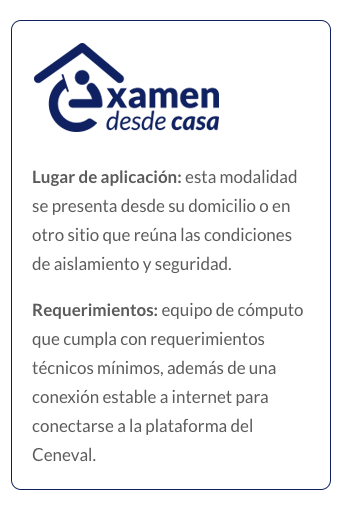 examen
desde casa
Lugar de aplicación: esta modalidad
se presenta desde su domicilio o en
otro sitio que reúna las condiciones
de aislamiento y seguridad.
Requerimientos: equipo de cómputo
que cumpla con requerimientos
técnicos mínimos, además de una
conexión estable a internet para
conectarse a la plataforma del
Ceneval.